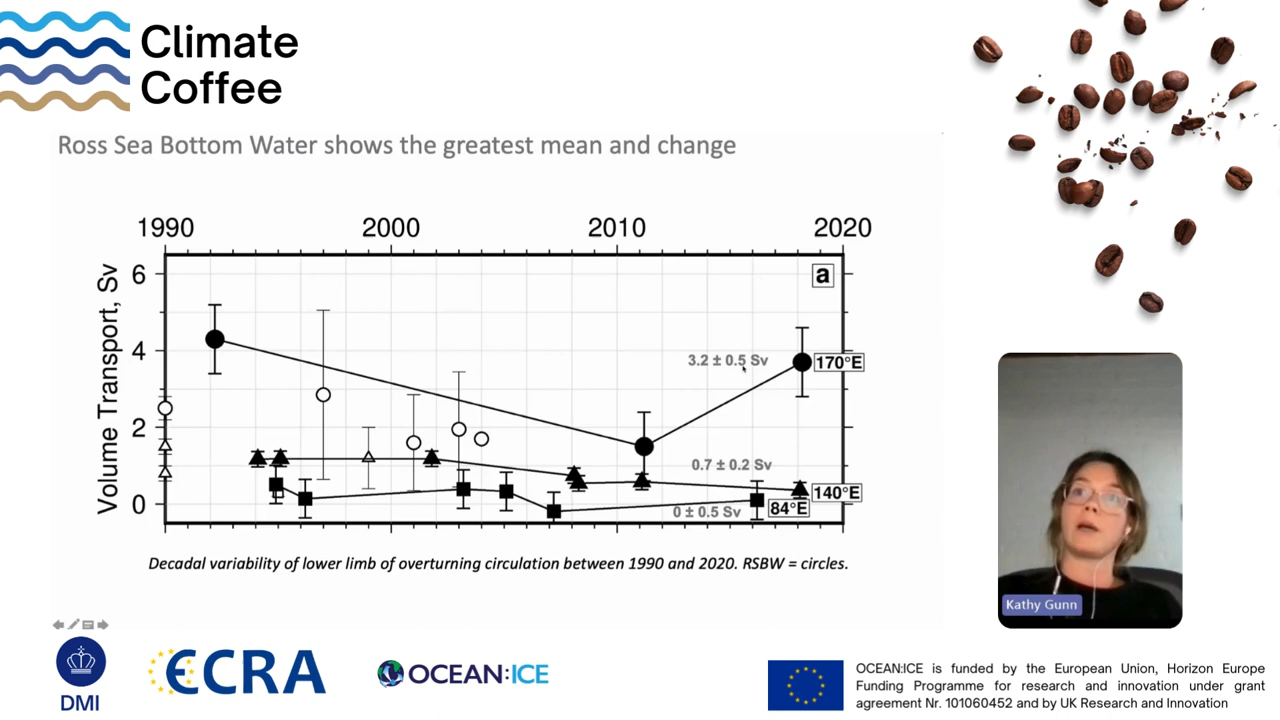 Climate
Coffee
Ross Sea Bottom Water shows the greatest mean and change
1990 2000 2010 2020
Volume Transport, Sv
6
4
2
0
a
3.2 ± 0.5 Sv
170°E
0.7 ± 0.2 Sv
140°E
0 ± 0.5 Sv
84°E
Decadal variability of lower limb of overturning circulation between 1990 and 2020. RSBW = circles.
Kathy Gunn
DMI
ECRA
OCEAN:ICE
OCEAN:ICE is funded by the European Union, Horizon Europe
Funding Programme for research and innovation under grant
agreement Nr. 101060452 and by UK Research and Innovation